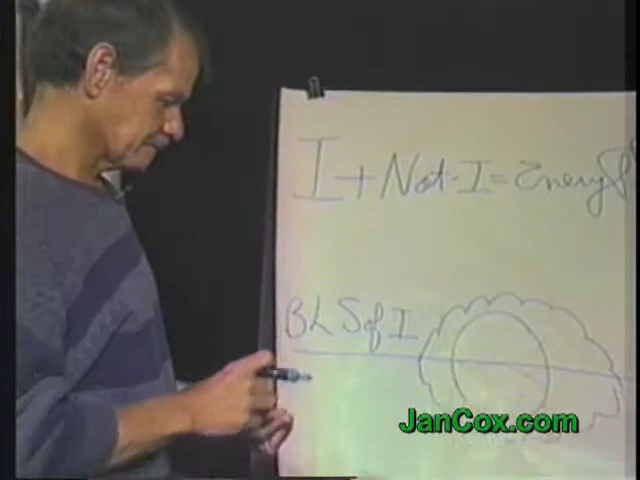 I + Not-I = Energy
BLS of I
JanCox.com